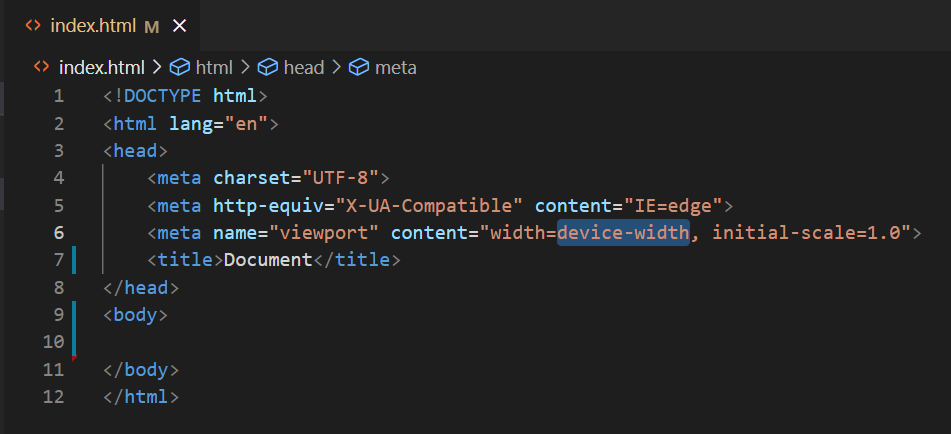 index.html M
index.html > html > head > meta
1 <!DOCTYPE html>
2 <html lang="en">
3 <head>
4     <meta charset="UTF-8">
5     <meta http-equiv="X-UA-Compatible" content="IE=edge">
6     <meta name="viewport" content="width=device-width, initial-scale=1.0">
7     <title>Document</title>
8 </head>
9 <body>
10
11 </body>
12 </html>